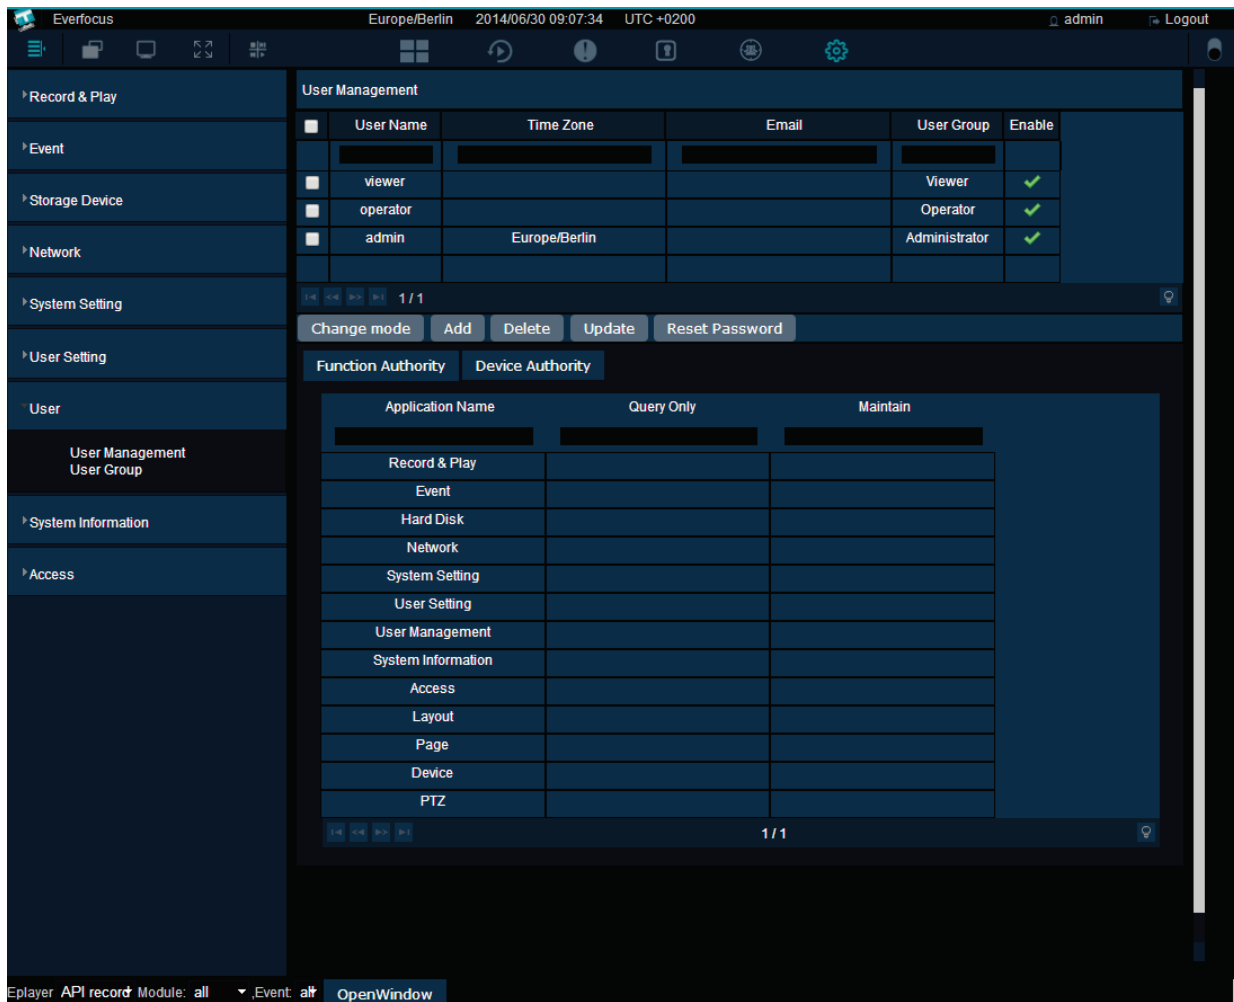 Everfocus Europe/Berlin 2014/06/30 09:07:34 UTC +0200 admin Logout
Record & Play
Event
Storage Device
Network
System Setting
User Setting
User
User Management
User Group
System Information
Access
User Management
User Name Time Zone Email User Group Enable
viewer Viewer
operator Operator
admin Europe/Berlin Administrator
1 / 1
Change mode Add Delete Update Reset Password
Function Authority Device Authority
Application Name Query Only Maintain
Record & Play
Event
Hard Disk
Network
System Setting
User Setting
User Management
System Information
Access
Layout
Page
Device
PTZ
1 / 1
Eplayer API record Module: all ,Event: all OpenWindow